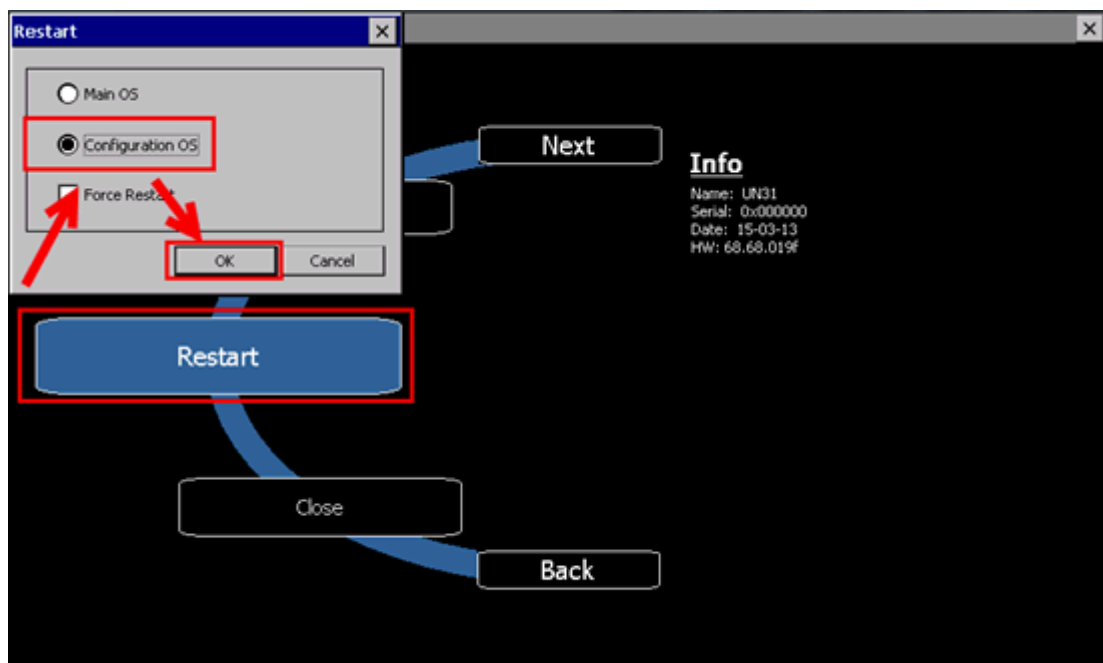 Restart
Main OS
Configuration OS
Force Restart
OK
Cancel
Next
Info
Name: UN31
Serial: 0x000000
Date: 15-03-13
HW: 68.68.019f
Restart
Close
Back